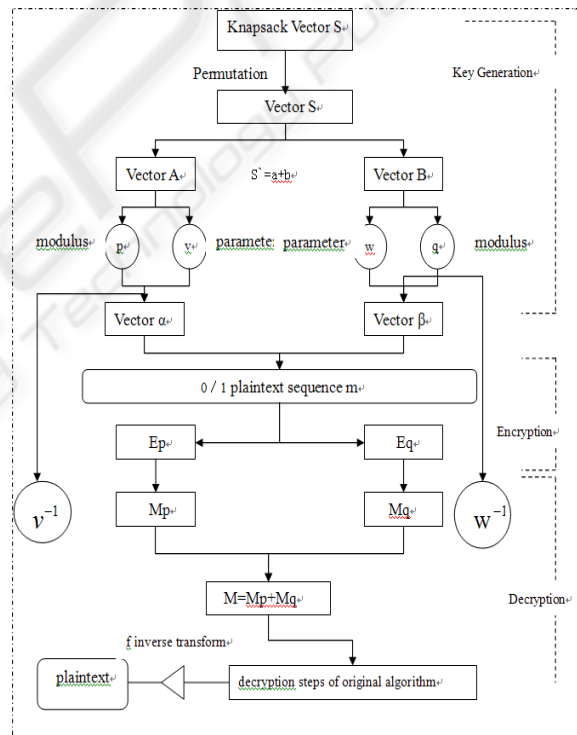 Knapsack Vector S
Permutation
Key Generation
Vector S
Vector A
S`=a+b
Vector B
modulus
p
v
paramete:
parameter
w
q
modulus
Vector α
Vector β
0 / 1 plaintext sequence m
Ep
Eq
Encryption
v⁻¹
Mp
Mq
w⁻¹
M=Mp+Mq
Decryption
f inverse transform
plaintext
decryption steps of original algorithm